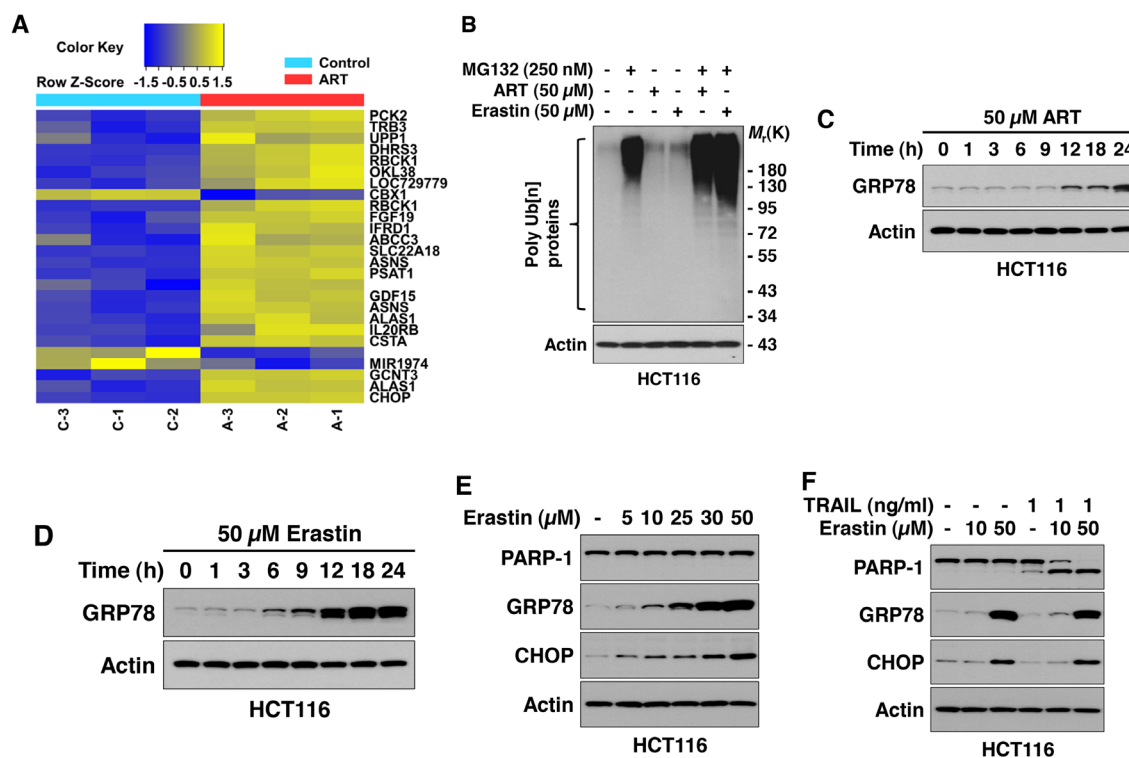 A
Color Key
Row Z-Score -1.5 -0.5 0.5 1.5
Control
ART
PCK2
TRB3
UPP1
DHRS3
RBCK1
OKL38
LOC729779
CBX1
RBCK1
FGF19
IFRD1
ABCC3
SLC22A18
ASNS
PSAT1
GDF15
ASNS
ALAS1
IL20RB
CSTA
MIR1974
GCNT3
ALAS1
CHOP
C-3 C-1 C-2 A-3 A-2 A-1
B
MG132 (250 nM) - + - - + +
ART (50 µM) - - + - + -
Erastin (50 µM) - - - + - +
Mr(K)
Poly Ub[n] proteins
- 180
- 130
- 95
- 72
- 55
- 43
- 34
Actin - 43
HCT116
C
50 µM ART
Time (h) 0 1 3 6 9 12 18 24
GRP78
Actin
HCT116
D
50 µM Erastin
Time (h) 0 1 3 6 9 12 18 24
GRP78
Actin
HCT116
E
Erastin (µM) - 5 10 25 30 50
PARP-1
GRP78
CHOP
Actin
HCT116
F
TRAIL (ng/ml) - - - 1 1 1
Erastin (µM) - 10 50 - 10 50
PARP-1
GRP78
CHOP
Actin
HCT116